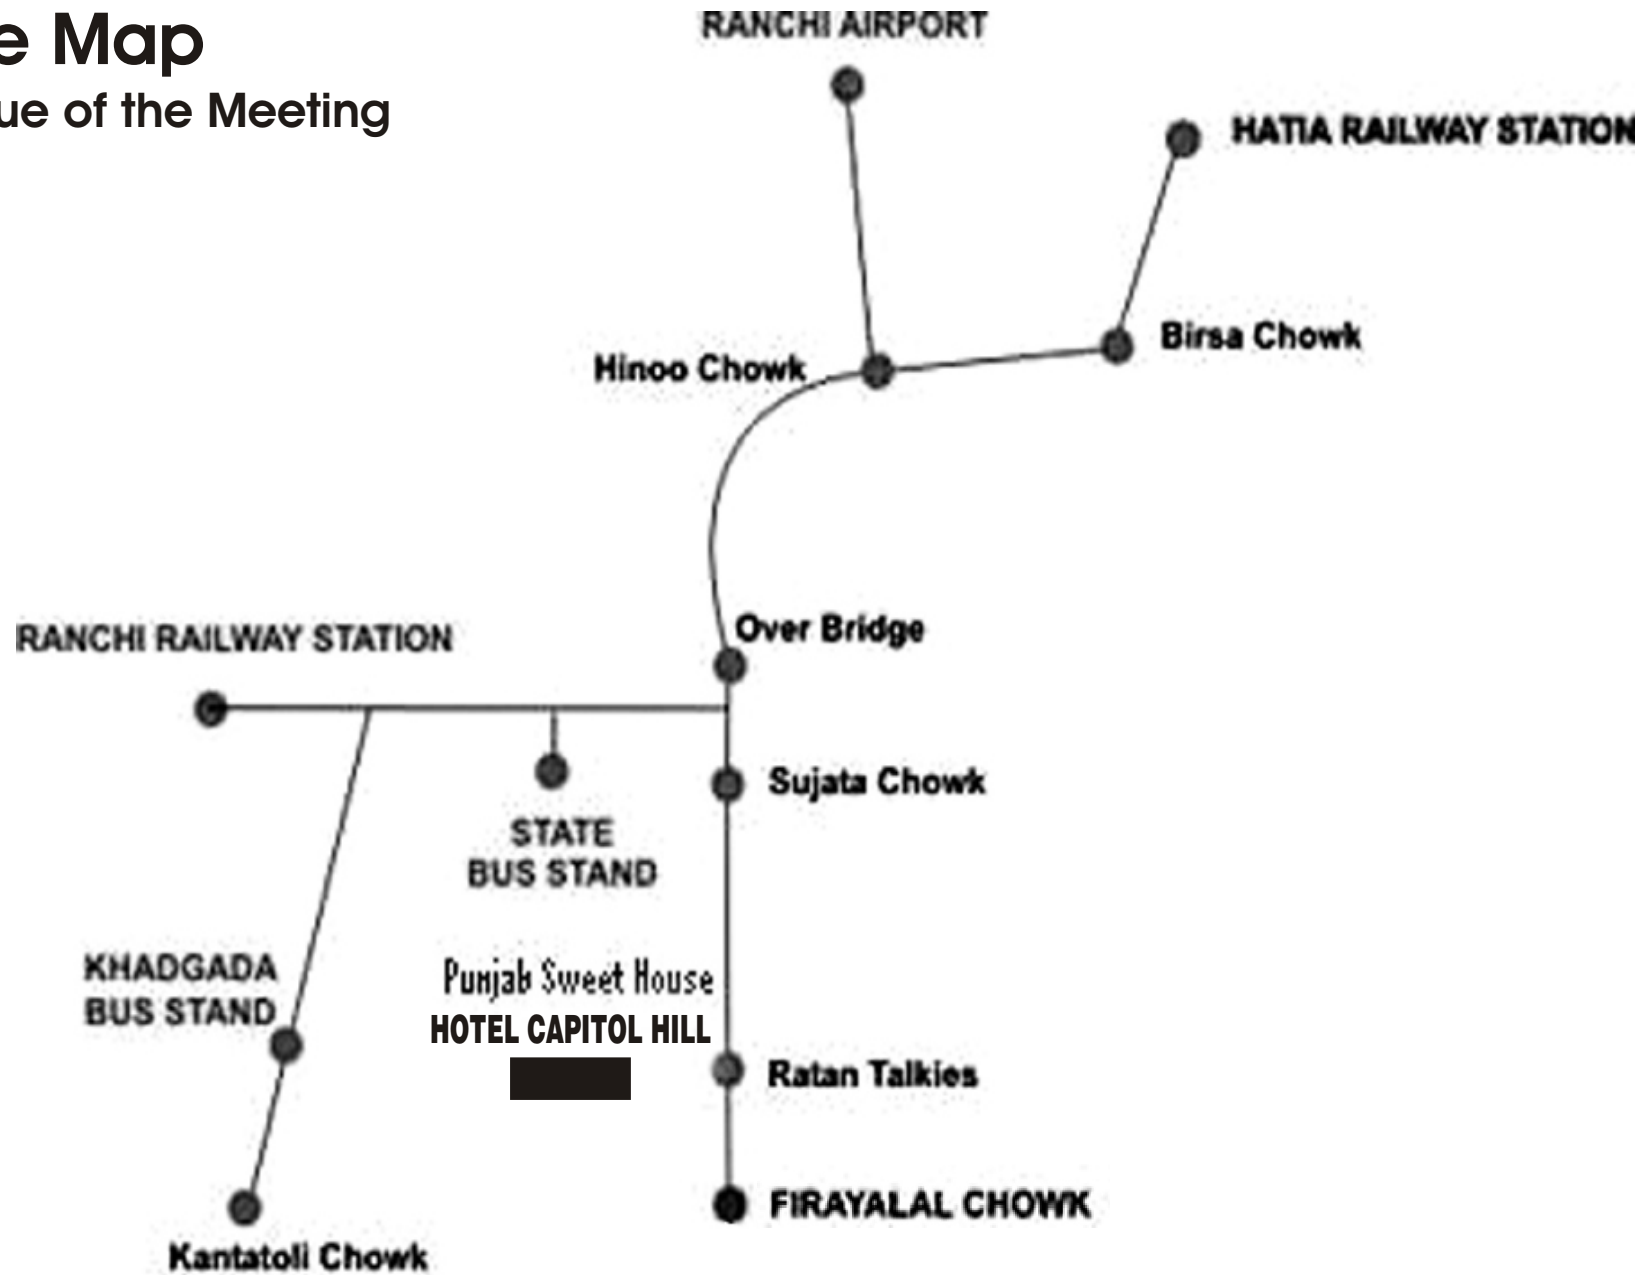 e Map
ue of the Meeting
RANCHI AIRPORT
HATIA RAILWAY STATION
Birsa Chowk
Hinoo Chowk
Over Bridge
RANCHI RAILWAY STATION
Sujata Chowk
STATE
BUS STAND
KHADGADA
BUS STAND
Punjab Sweet House
HOTEL CAPITOL HILL
Ratan Talkies
FIRAYALAL CHOWK
Kantatoli Chowk